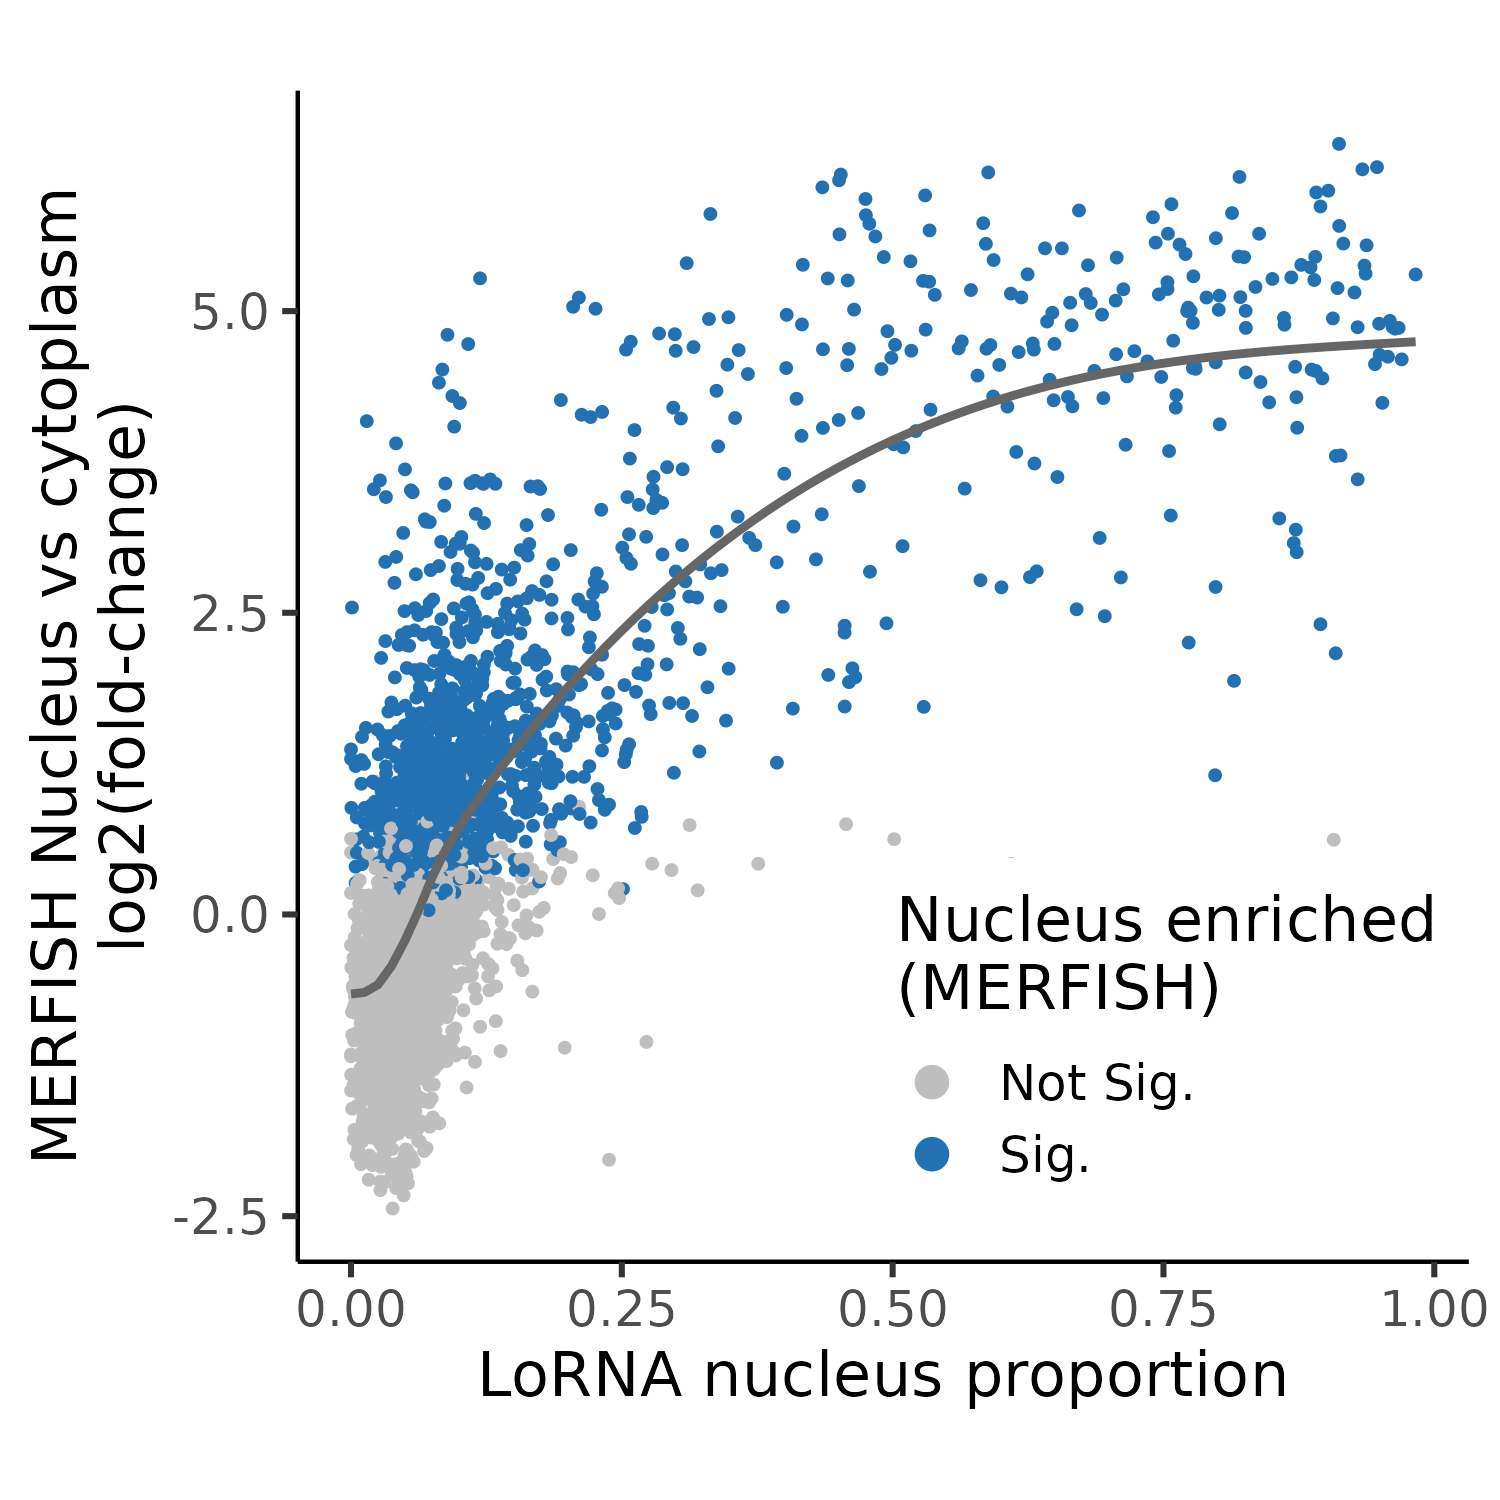 MERFISH Nucleus vs cytoplasm
log2(fold-change)
5.0
2.5
0.0
-2.5
Nucleus enriched
(MERFISH)
Not Sig.
Sig.
0.00 0.25 0.50 0.75 1.00
LoRNA nucleus proportion